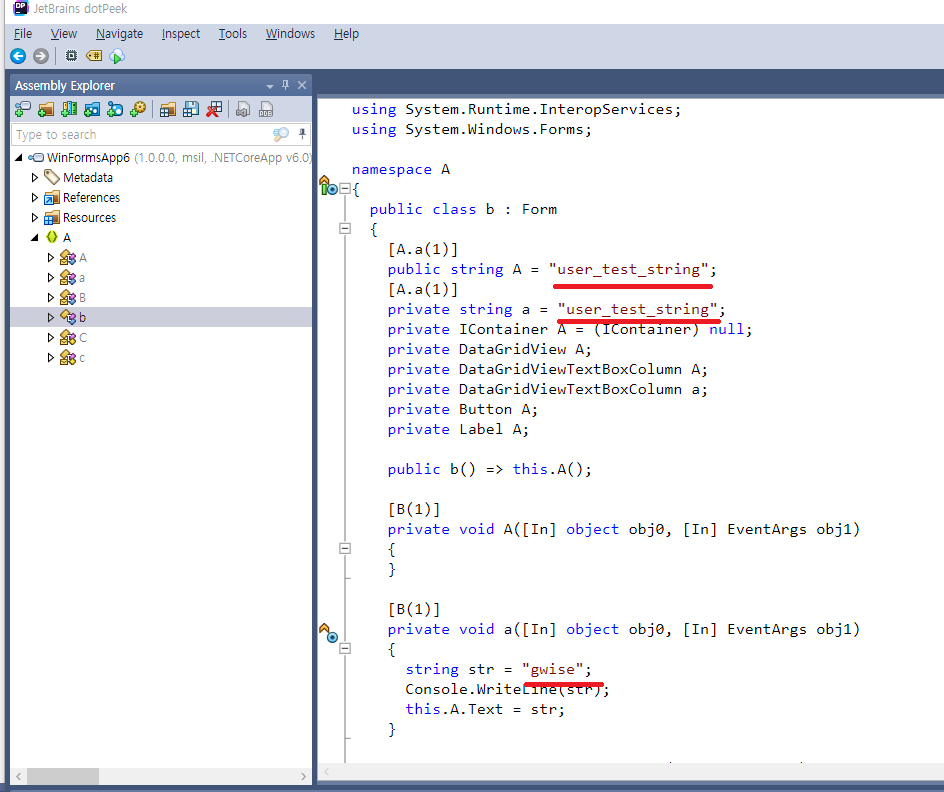 DP JetBrains dotPeek
File View Navigate Inspect Tools Windows Help
Assembly Explorer
Type to search
WinFormsApp6 (1.0.0.0, msil, .NETCoreApp v6.0)
Metadata
References
Resources
A
A
a
B
b
C
c
using System.Runtime.InteropServices;
using System.Windows.Forms;
namespace A
{
public class b : Form
{
[A.a(1)]
public string A = "user_test_string";
[A.a(1)]
private string a = "user_test_string";
private IContainer A = (IContainer) null;
private DataGridView A;
private DataGridViewTextBoxColumn A;
private DataGridViewTextBoxColumn a;
private Button A;
private Label A;
public b() => this.A();
[B(1)]
private void A([In] object obj0, [In] EventArgs obj1)
{
}
[B(1)]
private void a([In] object obj0, [In] EventArgs obj1)
{
string str = "gwise";
Console.WriteLine(str);
this.A.Text = str;
}